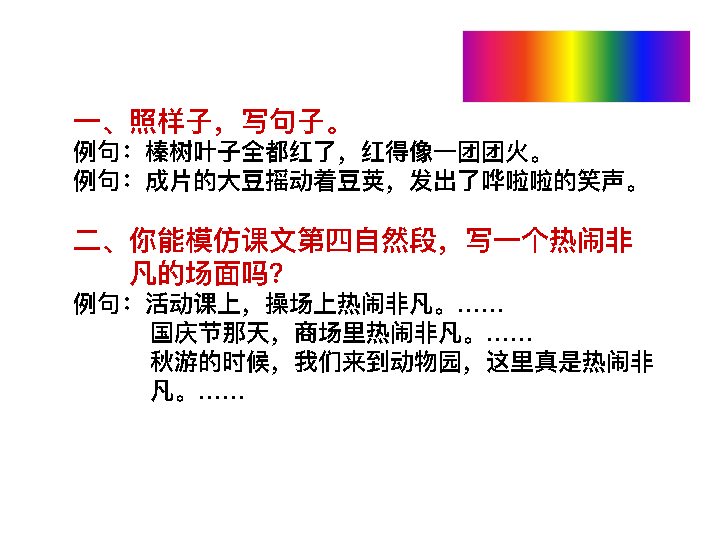 一、照样子，写句子。
例句：榛树叶子全都红了，红得像一团团火。
例句：成片的大豆摇动着豆荚，发出了哗啦啦的笑声。
二、你能模仿课文第四自然段，写一个热闹非
凡的场面吗？
例句：活动课上，操场上热闹非凡。……
国庆节那天，商场里热闹非凡。……
秋游的时候，我们来到动物园，这里真是热闹非
凡。……